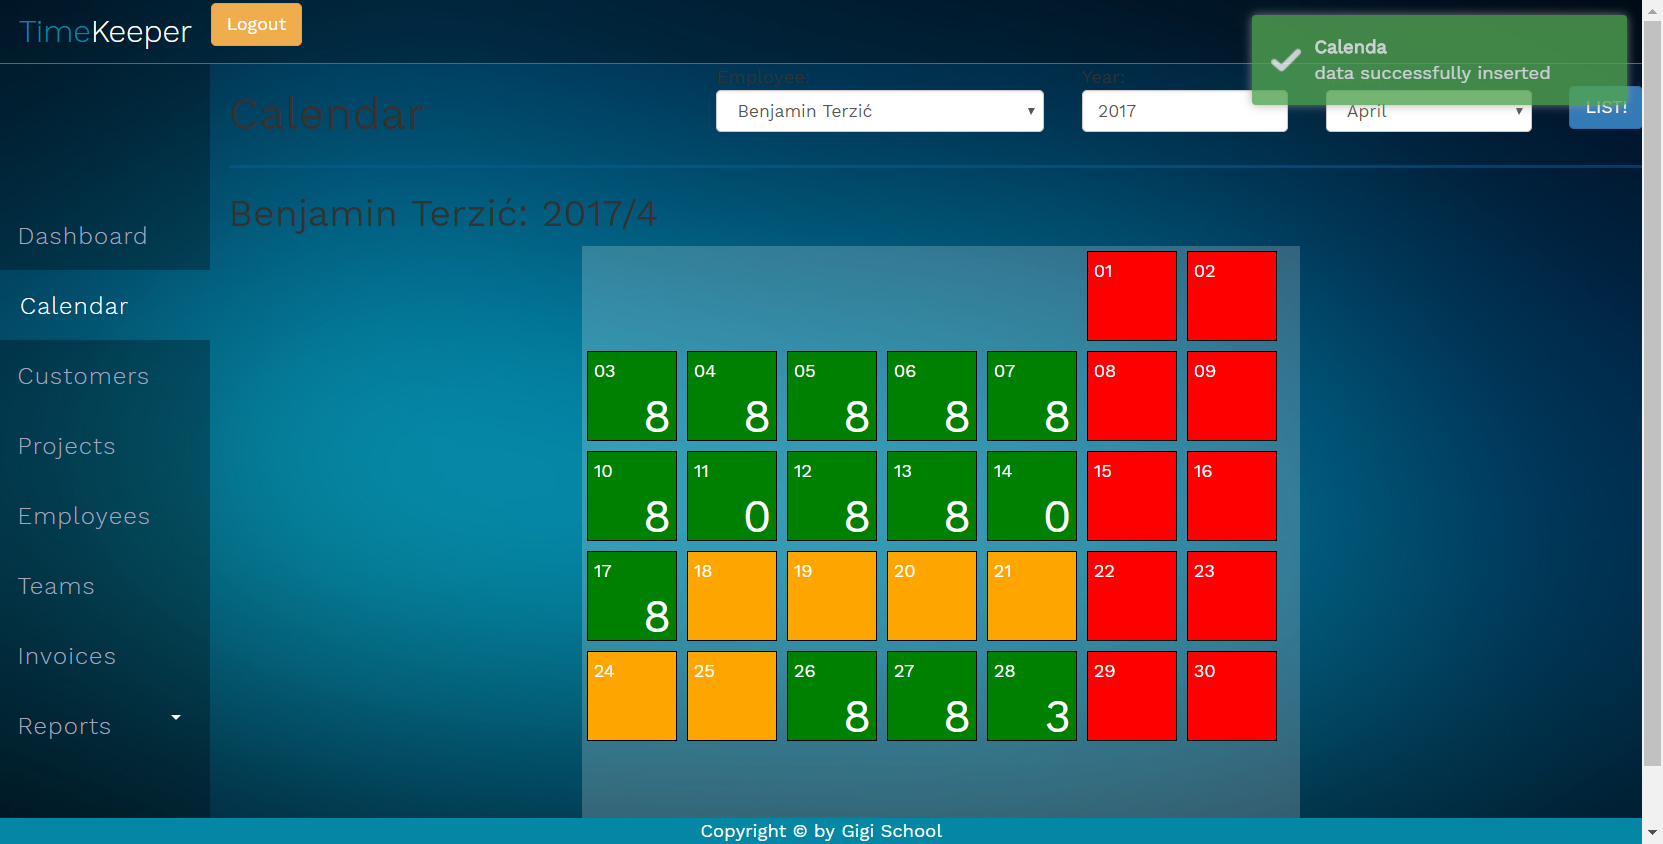 TimeKeeper
Logout
Calenda
data successfully inserted
Employee:
Year:
Calendar
Benjamin Terzić
2017
April
LIST!
Benjamin Terzić: 2017/4
Dashboard
Calendar
Customers
Projects
Employees
Teams
Invoices
Reports
01 02
03 04 05 06 07 08 09
8 8 8 8 8
10 11 12 13 14 15 16
8 0 8 8 0
17 18 19 20 21 22 23
8
24 25 26 27 28 29 30
8 8 3
Copyright © by Gigi School